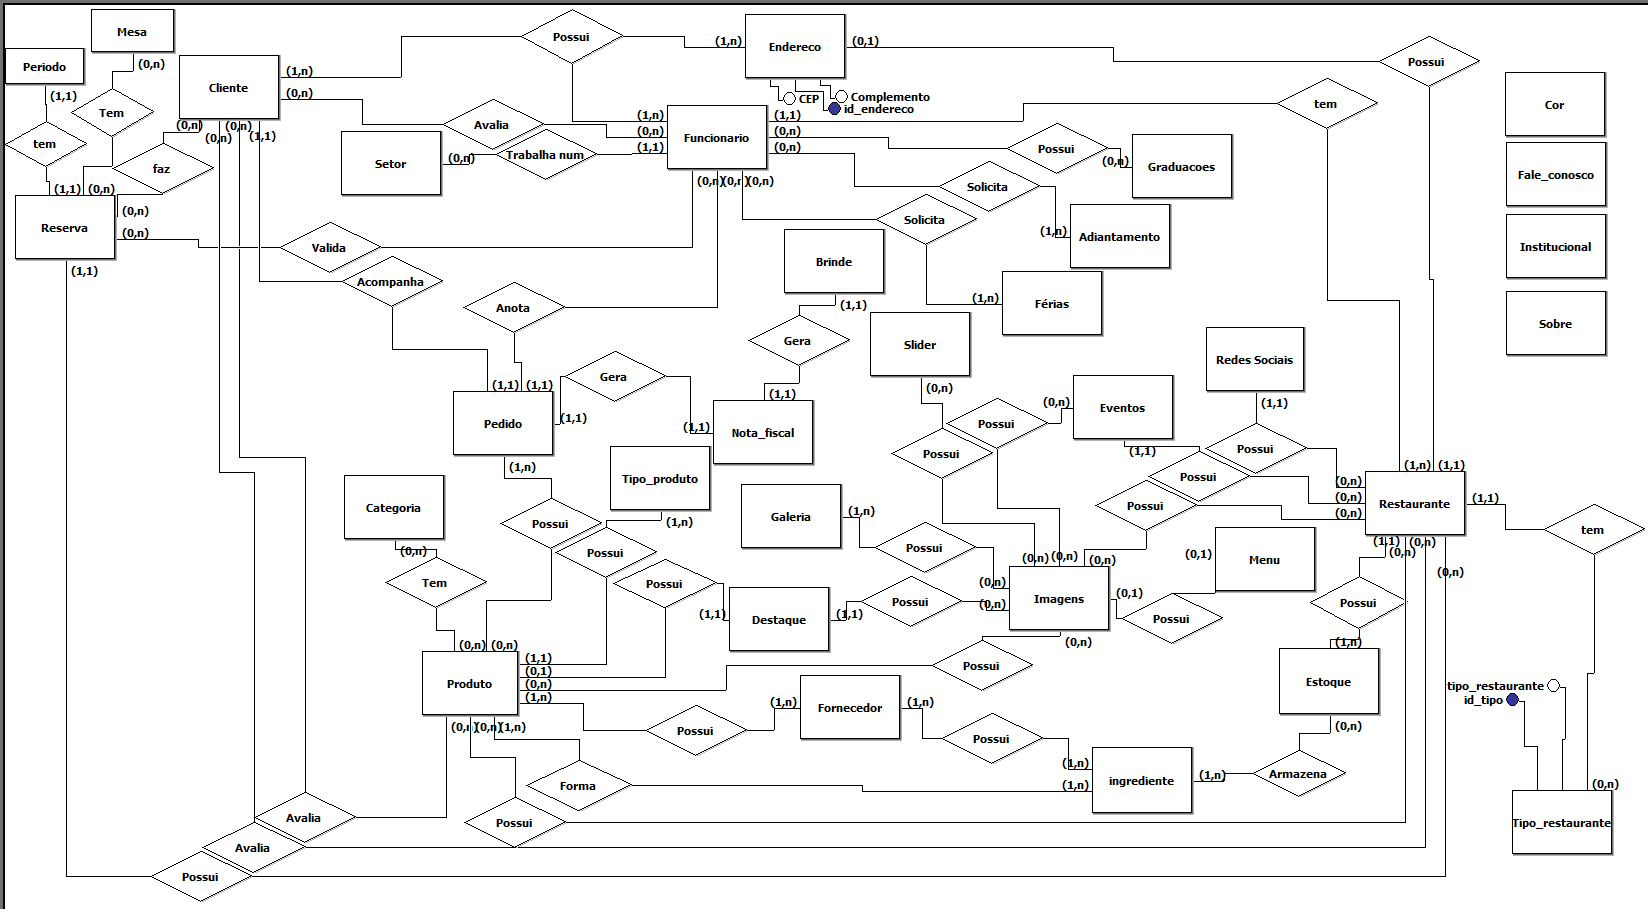 Mesa
Possui
Endereco
(1,n)
(0,1)
Possui
Periodo
(0,n)
Cliente
(1,n)
(0,n)
CEP
Complemento
id_endereco
Cor
(1,1)
Tem
tem
(1,n)
(0,n)
(1,1)
Funcionario
(1,1)
(0,n)
(0,n)
Avalia
(0,n)
(0,n)
(0,n)
(1,1)
tem
faz
Setor
(0,n)
Trabalha num
Possui
(0,n)
Graduacoes
Fale_conosco
(1,1)
(0,n)
(0,n)
(0,n)
(0,n)
Solicita
Reserva
(0,n)
(0,n)
(1,1)
Solicita
(1,n)
Adiantamento
Valida
Institucional
Acompanha
Brinde
(1,1)
Férias
(1,n)
Anota
Sobre
Gera
Slider
(0,n)
Redes Sociais
(1,1)
(1,1)
(1,1)
Gera
(1,1)
Pedido
(1,1)
(1,n)
(1,1)
Nota_fiscal
Possui
Possui
(0,n)
Eventos
(1,1)
Possui
Possui
Possui
(1,n)
(1,1)
(0,n)
(0,n)
(0,n)
Restaurante
(1,1)
(1,1)
(0,n)
(0,n)
(0,n)
tem
Categoria
(0,n)
Tipo_produto
(1,n)
Galeria
(1,n)
Possui
Possui
Possui
Possui
(0,n)
(0,n)
(0,n)
(0,n)
(0,n)
Imagens
(0,1)
(0,n)
(0,1)
Menu
Possui
Tem
(1,1)
Destaque
(1,1)
Possui
Possui
(0,n)
(0,n)
Produto
(1,1)
(0,1)
(0,n)
(1,n)
Possui
(1,n)
Estoque
(0,n)
tipo_restaurante
id_tipo
(1,n)
Fornecedor
(1,n)
(1,n)
Possui
Possui
(1,n)
(1,n)
ingrediente
(1,n)
Armazena
Forma
(0,n)
Tipo_restaurante
Avalia
Possui
Avalia
Possui